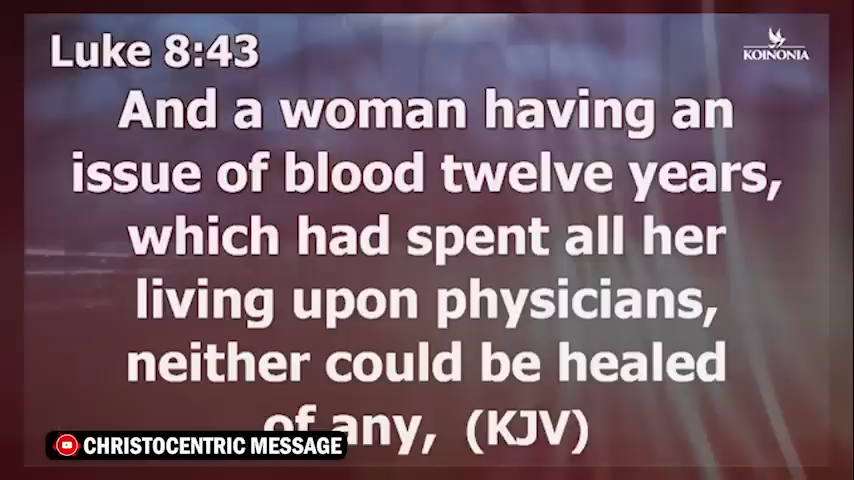 Luke 8:43
KOINONIA
And a woman having an
issue of blood twelve years,
which had spent all her
living upon physicians,
neither could be healed
of any, (KJV)
CHRISTOCENTRIC MESSAGE